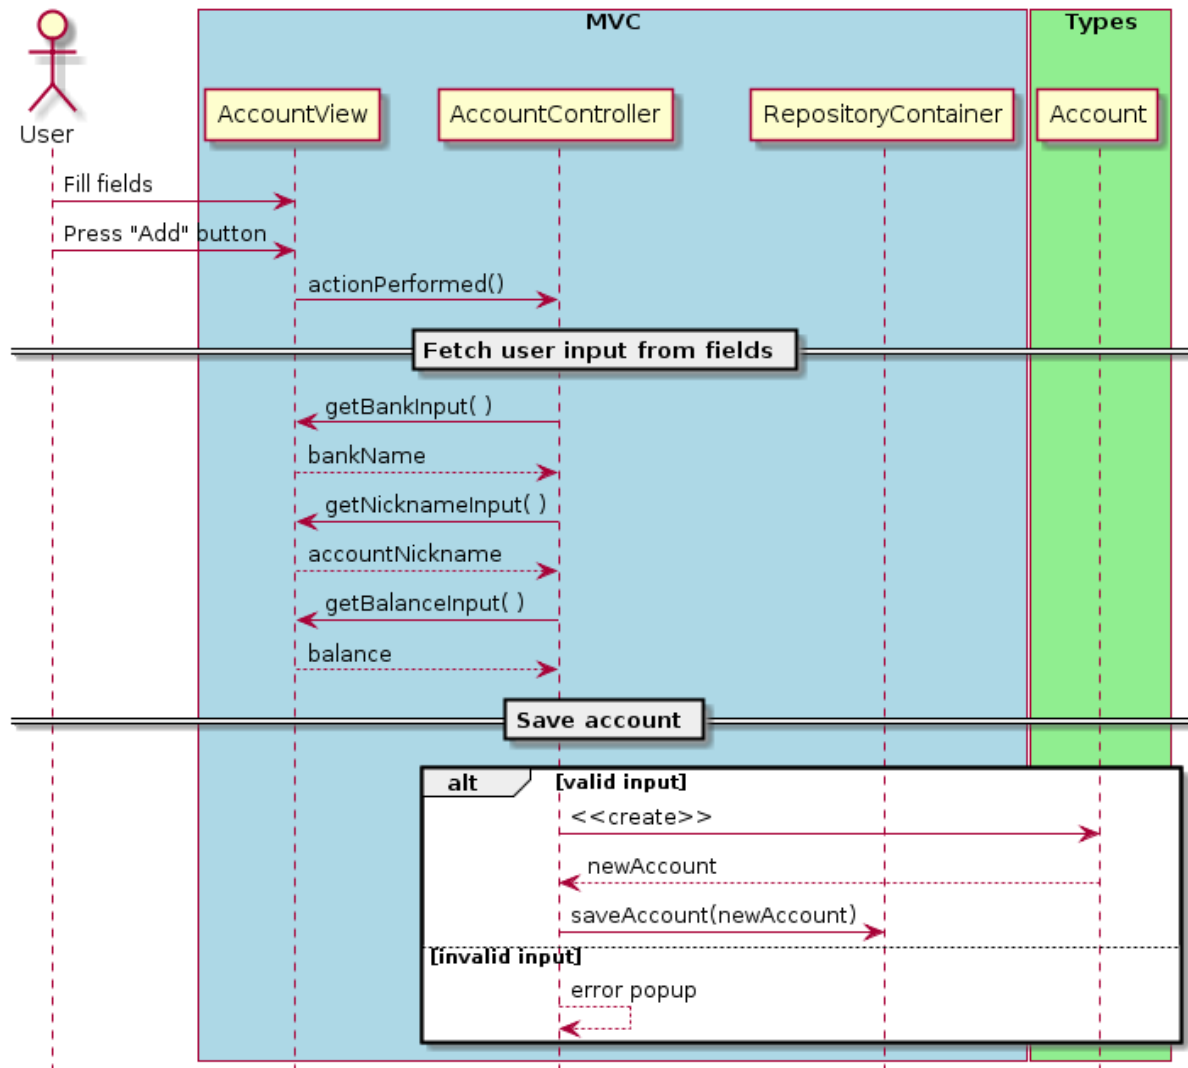 MVC
Types
User
AccountView
AccountController
RepositoryContainer
Account
Fill fields
Press "Add" button
actionPerformed()
Fetch user input from fields
getBankInput( )
bankName
getNicknameInput( )
accountNickname
getBalanceInput( )
balance
Save account
alt [valid input]
<<create>>
newAccount
saveAccount(newAccount)
[invalid input]
error popup